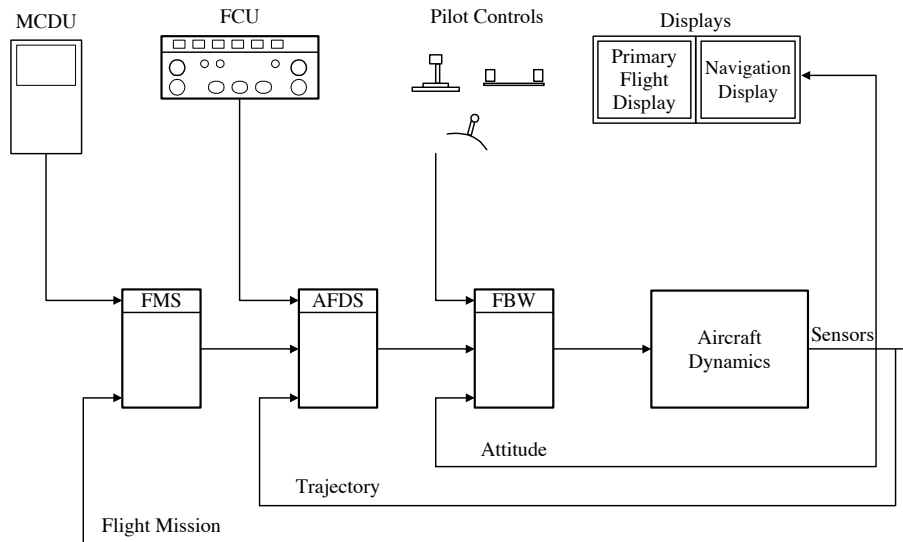 MCDU
FCU
Pilot Controls
Displays
Primary
Flight
Display
Navigation
Display
FMS
AFDS
FBW
Aircraft
Dynamics
Sensors
Attitude
Trajectory
Flight Mission